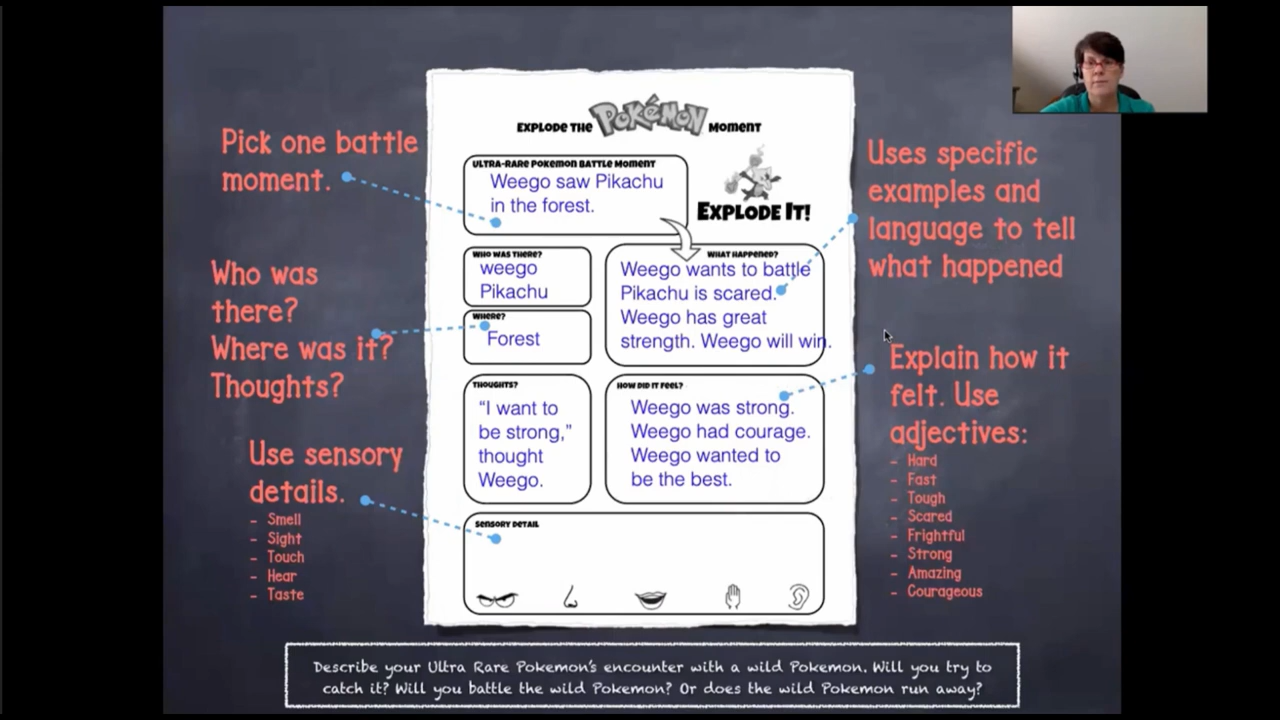 EXPLODE THE POKéMON MOMENT
Pick one battle
moment.
ULTRA-RARE POKEMON BATTLE MOMENT
Weego saw Pikachu
in the forest.
EXPLODE IT!
Uses specific
examples and
language to tell
what happened
Who was
there?
Where was it?
Thoughts?
WHO WAS THERE?
weego
Pikachu
WHERE?
Forest
WHAT HAPPENED?
Weego wants to battle
Pikachu is scared.
Weego has great
strength. Weego will win.
THOUGHTS?
"I want to
be strong,"
thought
Weego.
HOW DID IT FEEL?
Weego was strong.
Weego had courage.
Weego wanted to
be the best.
Explain how it
felt. Use
adjectives:
- Hard
- Fast
- Tough
- Scared
- Frightful
- Strong
- Amazing
- Courageous
Use sensory
details.
- Smell
- Sight
- Touch
- Hear
- Taste
SENSORY DETAIL
Describe your Ultra Rare Pokemon's encounter with a wild Pokemon. Will you try to
catch it? Will you battle the wild Pokemon? Or does the wild Pokemon run away?